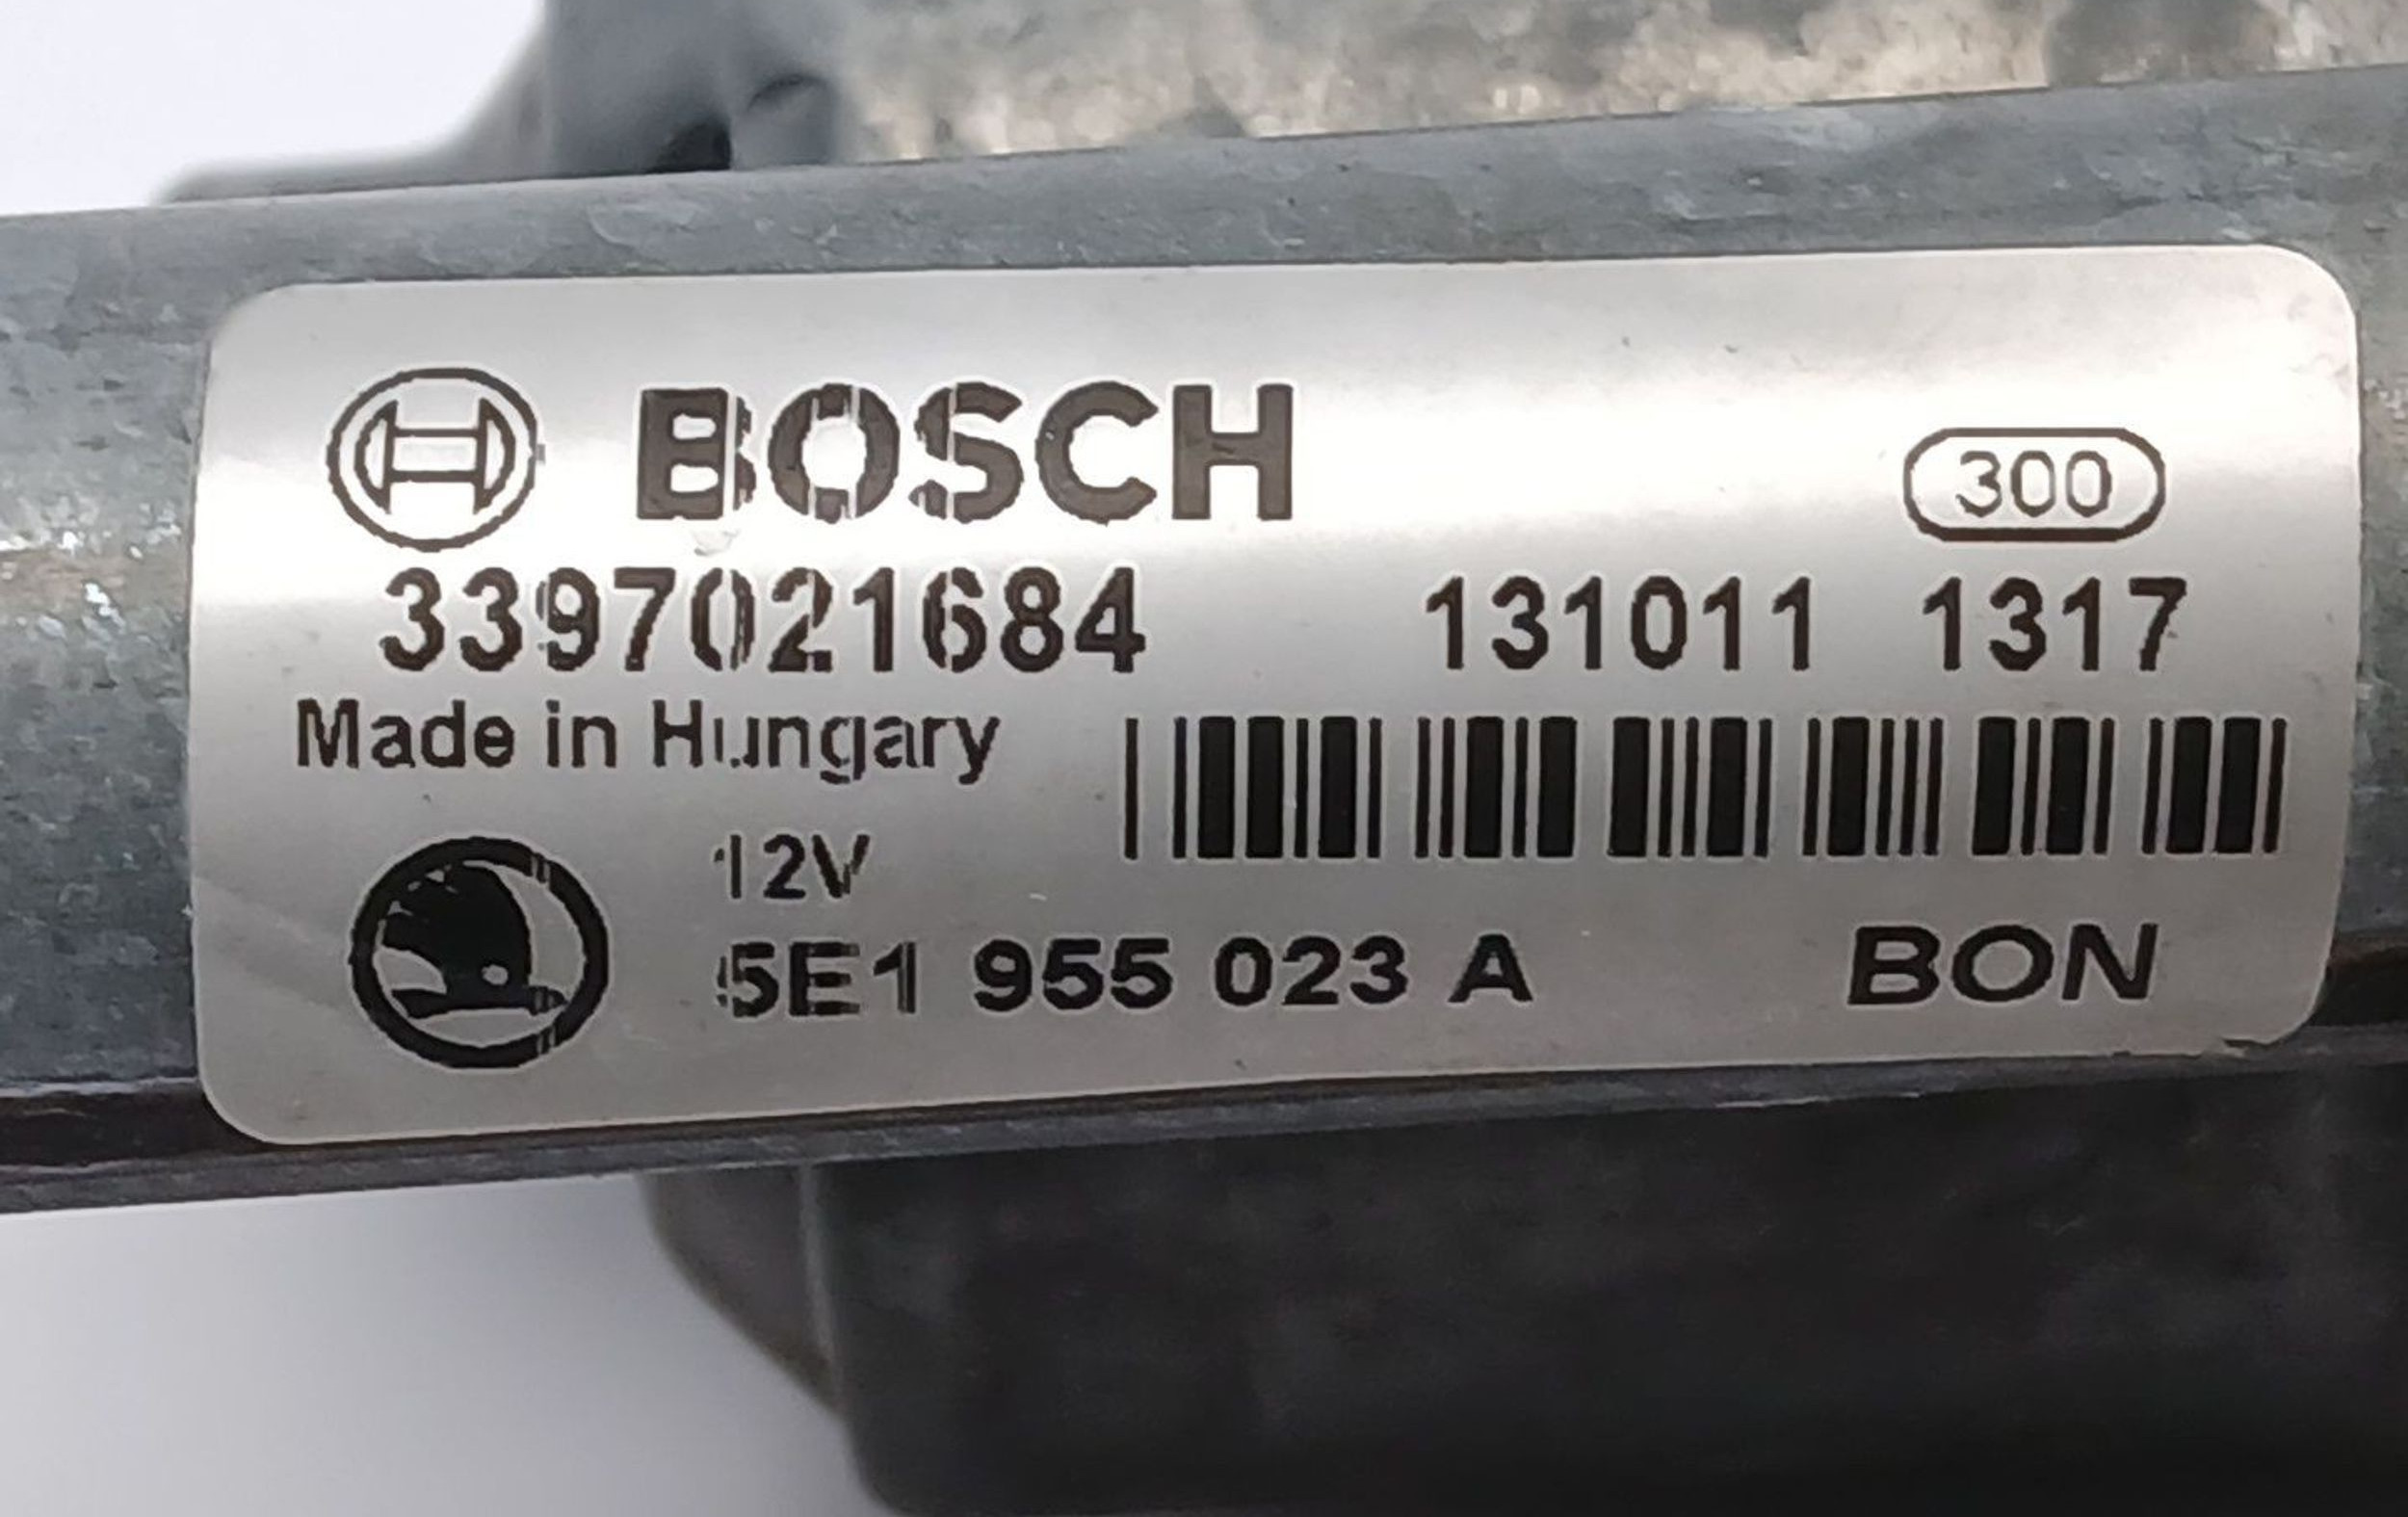 BOSCH
300
3397021684 131011 1317
Made in Hungary
12V
5E1 955 023 A BON